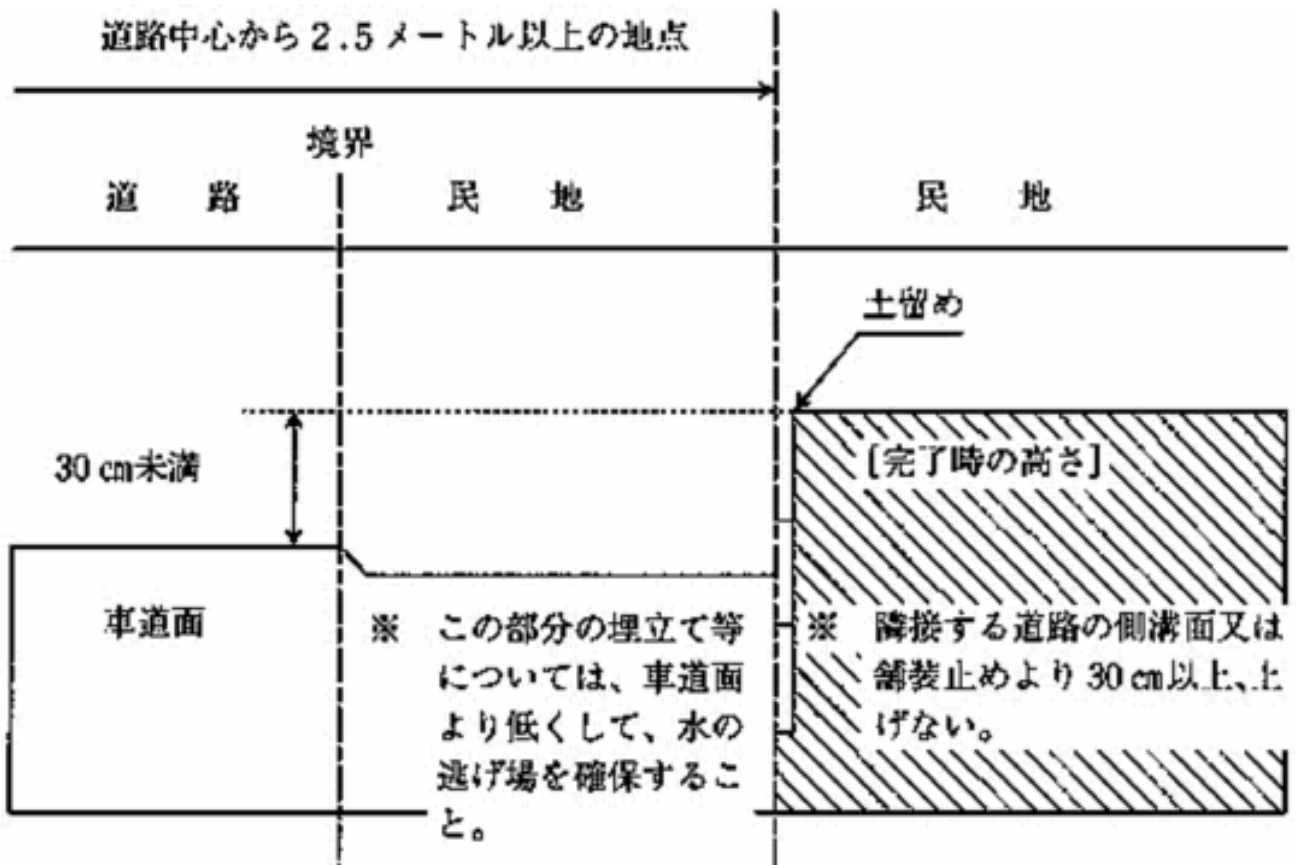 道路中心から2.5メートル以上の地点
境界
道　路
民　地
民　地
土留め
30㎝未満
[完了時の高さ]
車道面
※　この部分の埋立て等
については、車道面
より低くして、水の
逃げ場を確保するこ
と。
※　隣接する道路の側溝面又は
舗装止めより30㎝以上、上
げない。